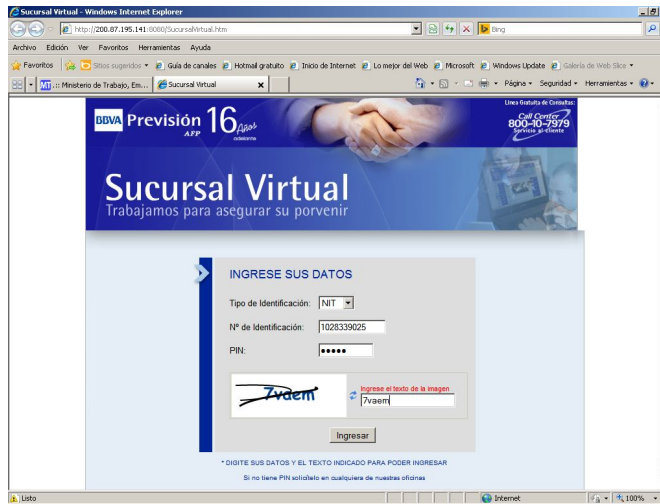 Sucursal Virtual - Windows Internet Explorer
http://200.87.195.141:8080/SucursalVirtual.htm
Bing
Archivo Edición Ver Favoritos Herramientas Ayuda
Favoritos Sitios sugeridos Guía de canales Hotmail gratuito Inicio de Internet Lo mejor del Web Microsoft Windows Update Galería de Web Slice
MT ::: Ministerio de Trabajo, Em... Sucursal Virtual Página Seguridad Herramientas
Linea Gratuita de Consultas:
BBVA Previsión AFP 16 Años adelante
Call Center
800-10-7979
Servicio al cliente
Sucursal Virtual
Trabajamos para asegurar su porvenir
INGRESE SUS DATOS
Tipo de Identificación: NIT
Nº de Identificación: 1028339025
PIN: •••••
7vaem
Ingrese el texto de la imagen
7vaem
Ingresar
* DIGITE SUS DATOS Y EL TEXTO INDICADO PARA PODER INGRESAR
Si no tiene PIN solicítelo en cualquiera de nuestras oficinas
Listo Internet 100%